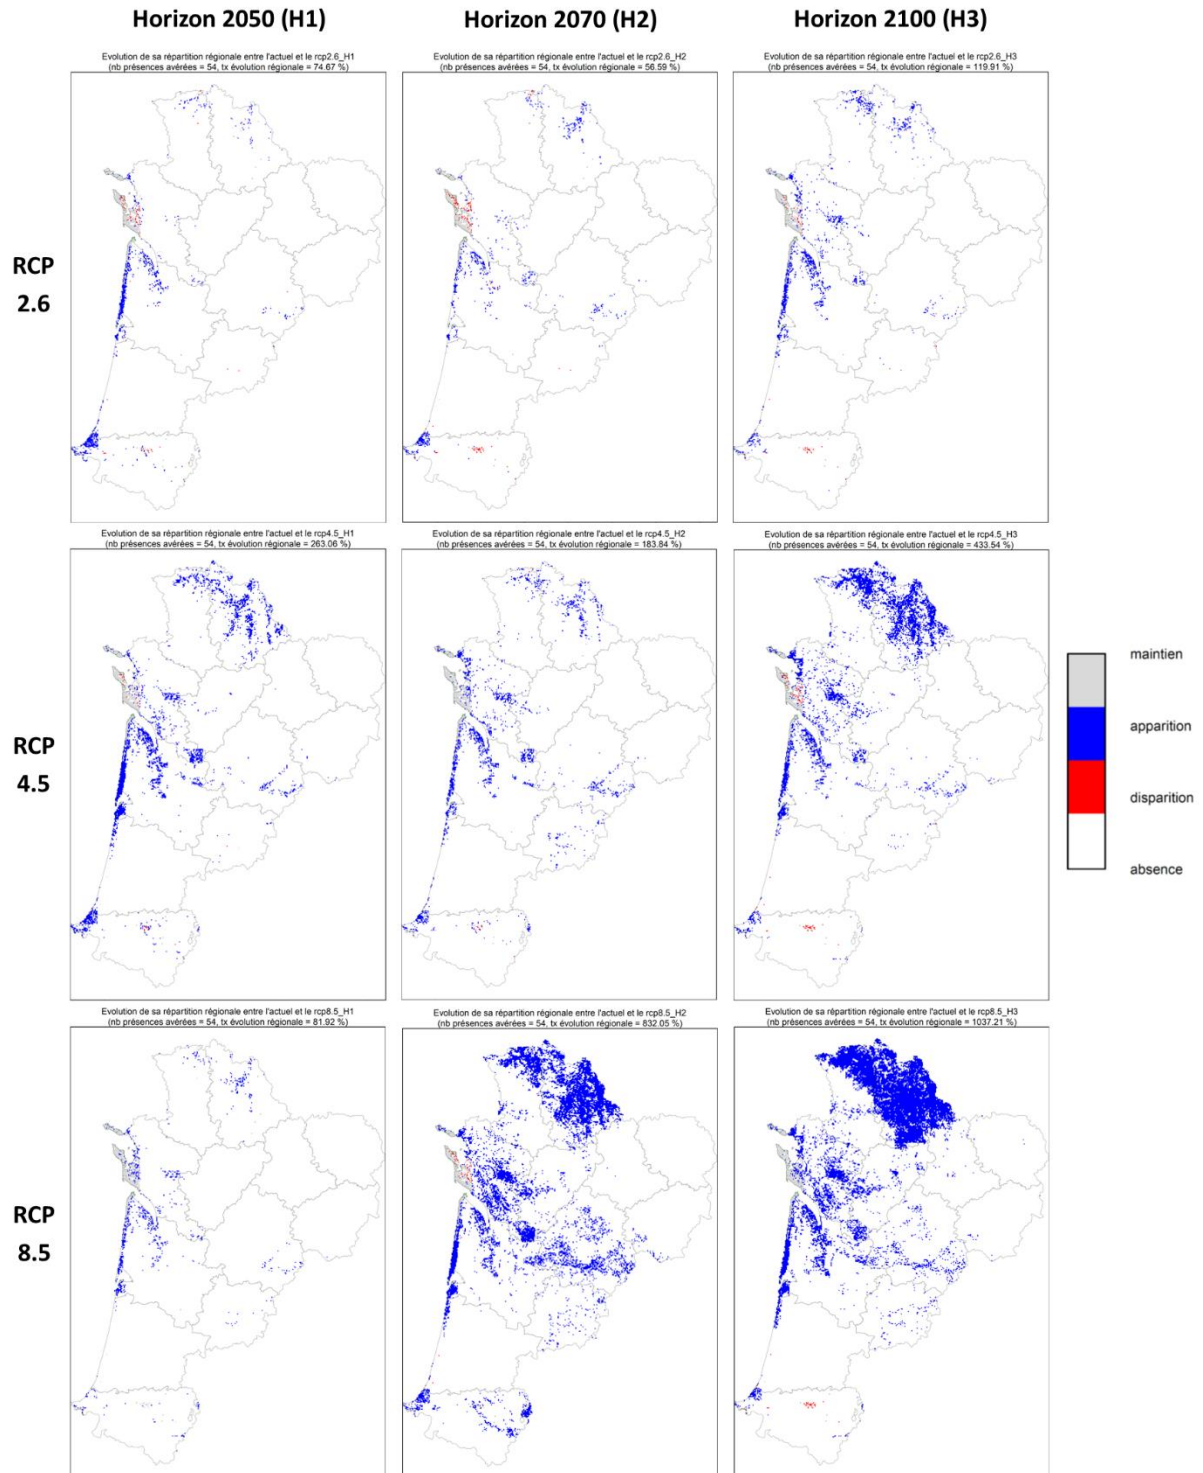 Horizon 2050 (H1)
Horizon 2070 (H2)
Horizon 2100 (H3)
Evolution de sa répartition régionale entre l'actuel et le rcp2.6_H1
(nb présences avérées = 54, tx évolution régionale = 74.67 %)
Evolution de sa répartition régionale entre l'actuel et le rcp2.6_H2
(nb présences avérées = 54, tx évolution régionale = 56.59 %)
Evolution de sa répartition régionale entre l'actuel et le rcp2.6_H3
(nb présences avérées = 54, tx évolution régionale = 119.91 %)
RCP
2.6
Evolution de sa répartition régionale entre l'actuel et le rcp4.5_H1
(nb présences avérées = 54, tx évolution régionale = 263.06 %)
Evolution de sa répartition régionale entre l'actuel et le rcp4.5_H2
(nb présences avérées = 54, tx évolution régionale = 183.84 %)
Evolution de sa répartition régionale entre l'actuel et le rcp4.5_H3
(nb présences avérées = 54, tx évolution régionale = 433.54 %)
RCP
4.5
maintien
apparition
disparition
absence
Evolution de sa répartition régionale entre l'actuel et le rcp8.5_H1
(nb présences avérées = 54, tx évolution régionale = 81.92 %)
Evolution de sa répartition régionale entre l'actuel et le rcp8.5_H2
(nb présences avérées = 54, tx évolution régionale = 832.05 %)
Evolution de sa répartition régionale entre l'actuel et le rcp8.5_H3
(nb présences avérées = 54, tx évolution régionale = 1037.21 %)
RCP
8.5